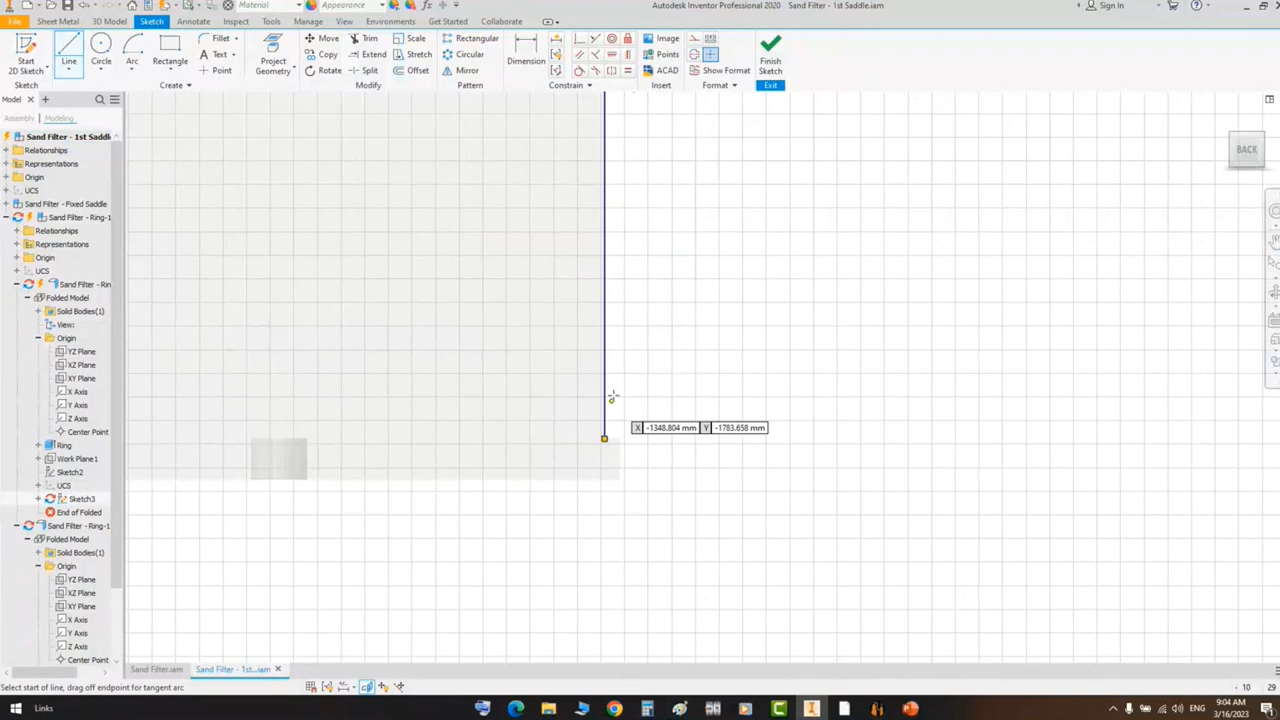 Material Appearance Autodesk Inventor Professional 2020 Sand Filter - 1st Saddle.iam Sign In
File Sheet Metal 3D Model Sketch Annotate Inspect Tools Manage View Environments Get Started Collaborate
Start 2D Sketch Line Circle Arc Rectangle Fillet Text Point Project Geometry Move Copy Rotate Trim Extend Split Scale Stretch Offset Rectangular Circular Mirror Dimension Image Points ACAD Show Format Finish Sketch
Sketch Create Modify Pattern Constrain Insert Format Exit
Model
Assembly Modeling
Sand Filter - 1st Saddl
Relationships
Representations
Origin
UCS
Sand Filter - Fixed Saddle
Sand Filter - Ring-1
Relationships
Representations
Origin
UCS
Sand Filter - Rin
Folded Model
Solid Bodies(1)
View:
Origin
YZ Plane
XZ Plane
XY Plane
X Axis
Y Axis
Z Axis
Center Point
Ring
Work Plane1
Sketch2
UCS
Sketch3
End of Folded
Sand Filter - Ring-1
Folded Model
Solid Bodies(1)
Origin
YZ Plane
XZ Plane
XY Plane
X Axis
Y Axis
Z Axis
Center Point
BACK
X -1348.804 mm Y -1783.658 mm
Sand Filter.iam Sand Filter - 1st...iam
Select start of line, drag off endpoint for tangent arc -10 29
Links 9:04 AM
3/16/2023